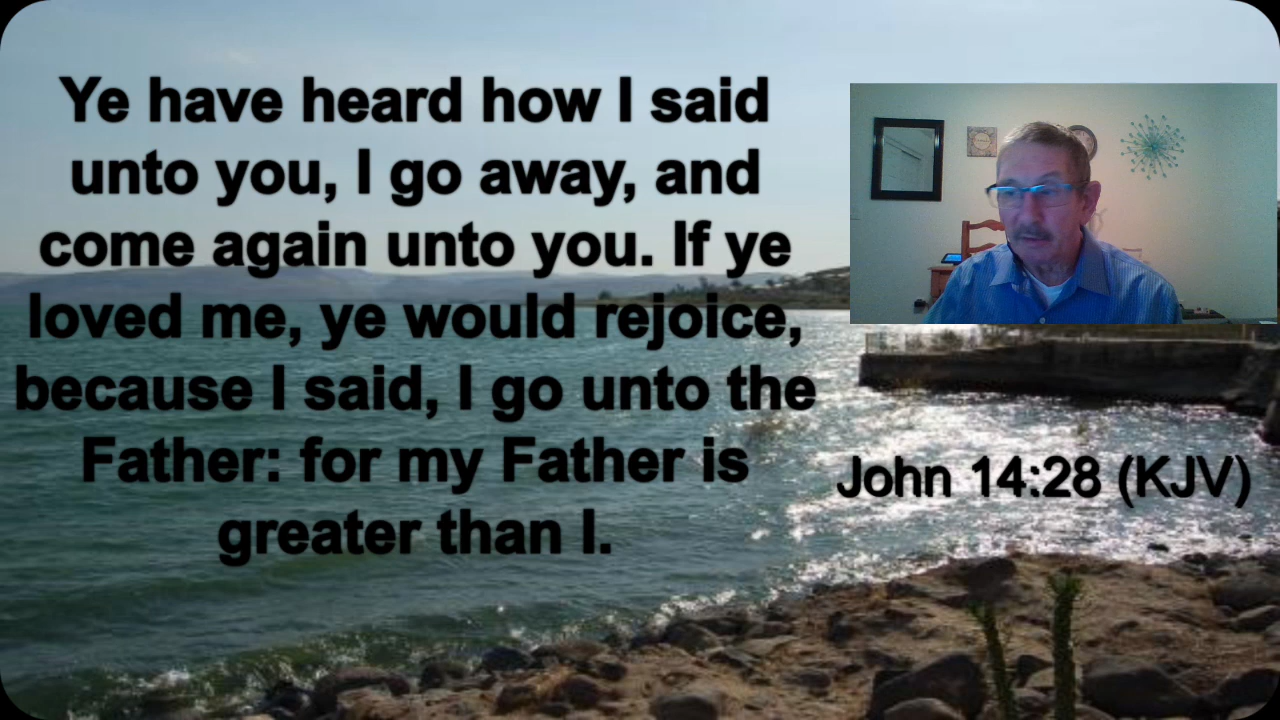 Ye have heard how I said
unto you, I go away, and
come again unto you. If ye
loved me, ye would rejoice,
because I said, I go unto the
Father: for my Father is
greater than I.
John 14:28 (KJV)